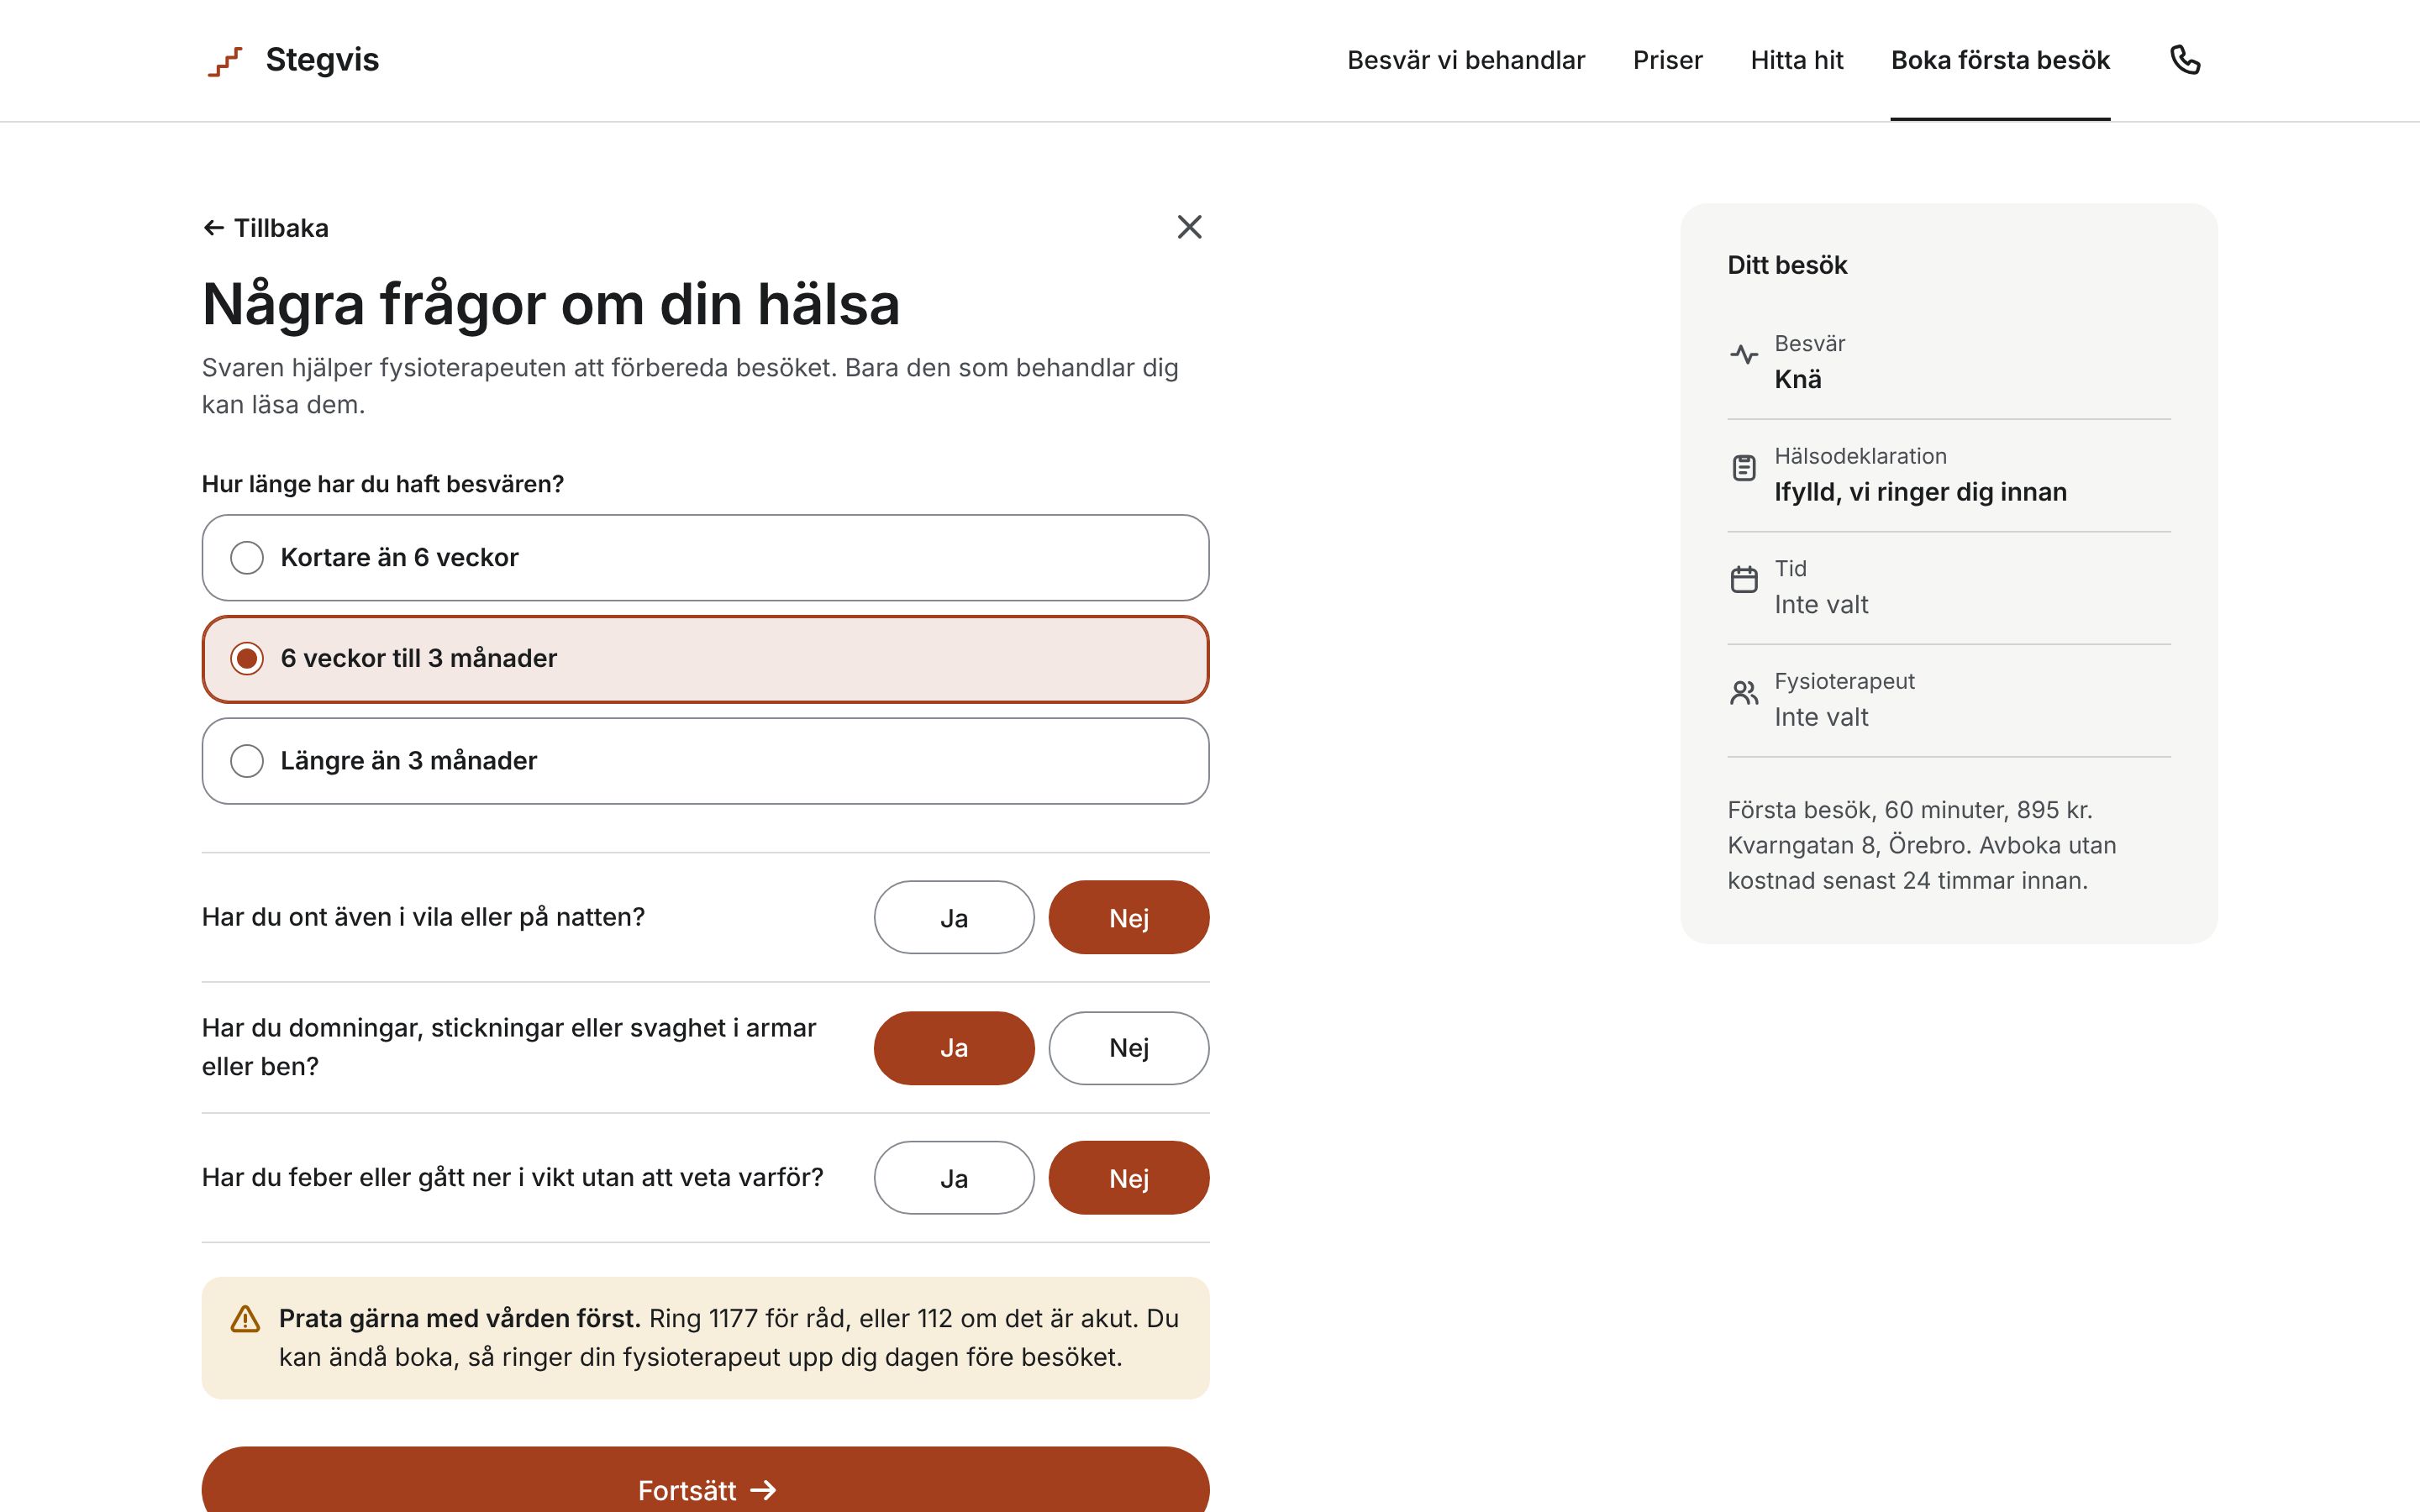 Stegvis
Besvär vi behandlar
Priser
Hitta hit
Boka första besök
Tillbaka
Några frågor om din hälsa
Svaren hjälper fysioterapeuten att förbereda besöket. Bara den som behandlar dig
kan läsa dem.
Hur länge har du haft besvären?
Kortare än 6 veckor
6 veckor till 3 månader
Längre än 3 månader
Har du ont även i vila eller på natten?
Ja
Nej
Har du domningar, stickningar eller svaghet i armar
eller ben?
Ja
Nej
Har du feber eller gått ner i vikt utan att veta varför?
Ja
Nej
Prata gärna med vården först. Ring 1177 för råd, eller 112 om det är akut. Du
kan ändå boka, så ringer din fysioterapeut upp dig dagen före besöket.
Fortsätt
Ditt besök
Besvär
Knä
Hälsodeklaration
Ifylld, vi ringer dig innan
Tid
Inte valt
Fysioterapeut
Inte valt
Första besök, 60 minuter, 895 kr.
Kvarngatan 8, Örebro. Avboka utan
kostnad senast 24 timmar innan.